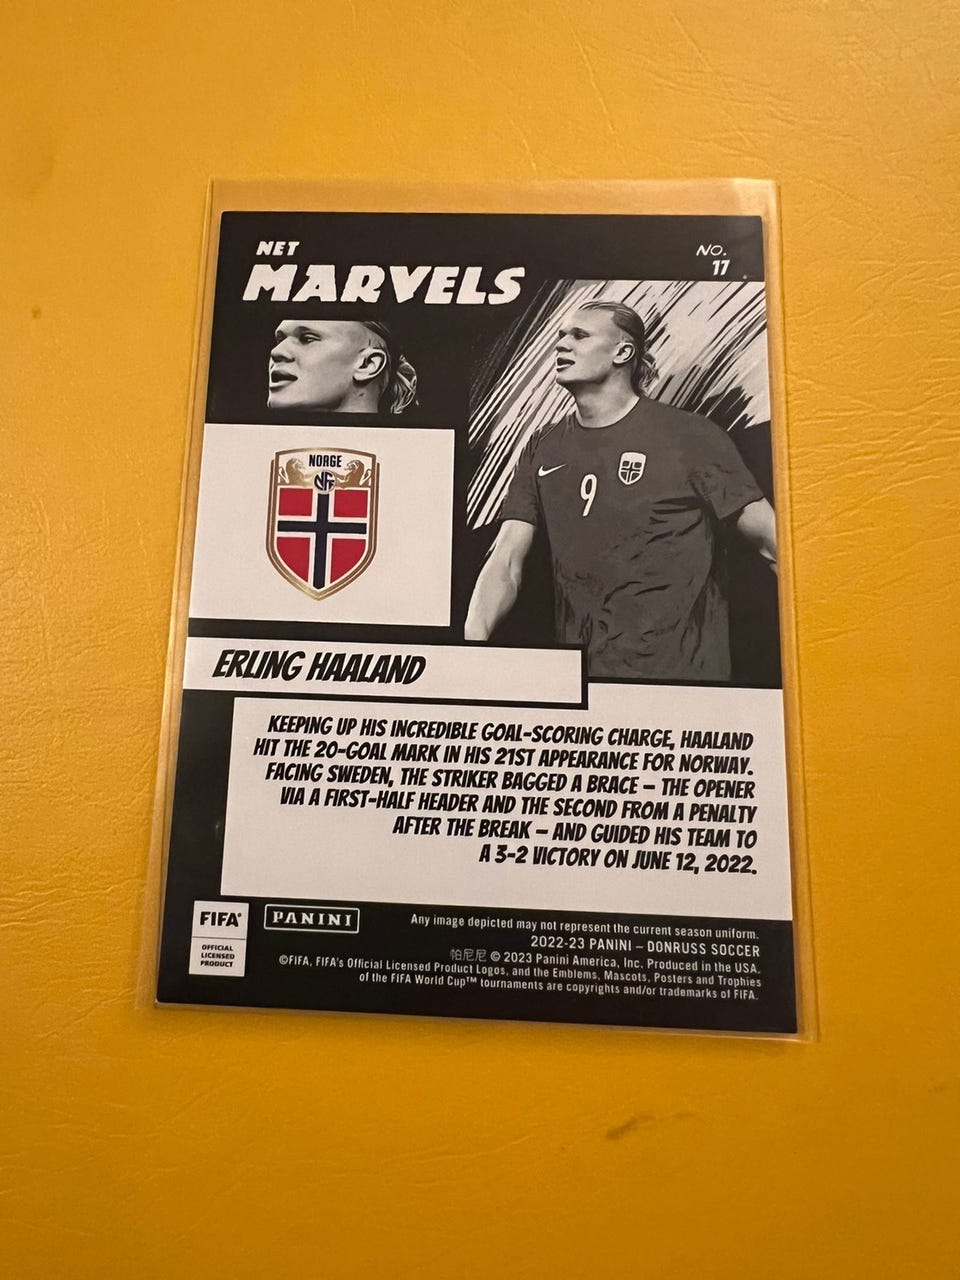 NET
MARVELS
NO.
17
NORGE
NFF
9
ERLING HAALAND
KEEPING UP HIS INCREDIBLE GOAL-SCORING CHARGE, HAALAND
HIT THE 20-GOAL MARK IN HIS 21ST APPEARANCE FOR NORWAY.
FACING SWEDEN, THE STRIKER BAGGED A BRACE – THE OPENER
VIA A FIRST-HALF HEADER AND THE SECOND FROM A PENALTY
AFTER THE BREAK – AND GUIDED HIS TEAM TO
A 3-2 VICTORY ON JUNE 12, 2022.
FIFA®
OFFICIAL
LICENSED
PRODUCT
PANINI
Any image depicted may not represent the current season uniform.
2022-23 PANINI – DONRUSS SOCCER
帕尼尼 © 2023 Panini America, Inc. Produced in the USA.
©FIFA, FIFA's Official Licensed Product Logos, and the Emblems, Mascots, Posters and Trophies
of the FIFA World Cup™ tournaments are copyrights and/or trademarks of FIFA.